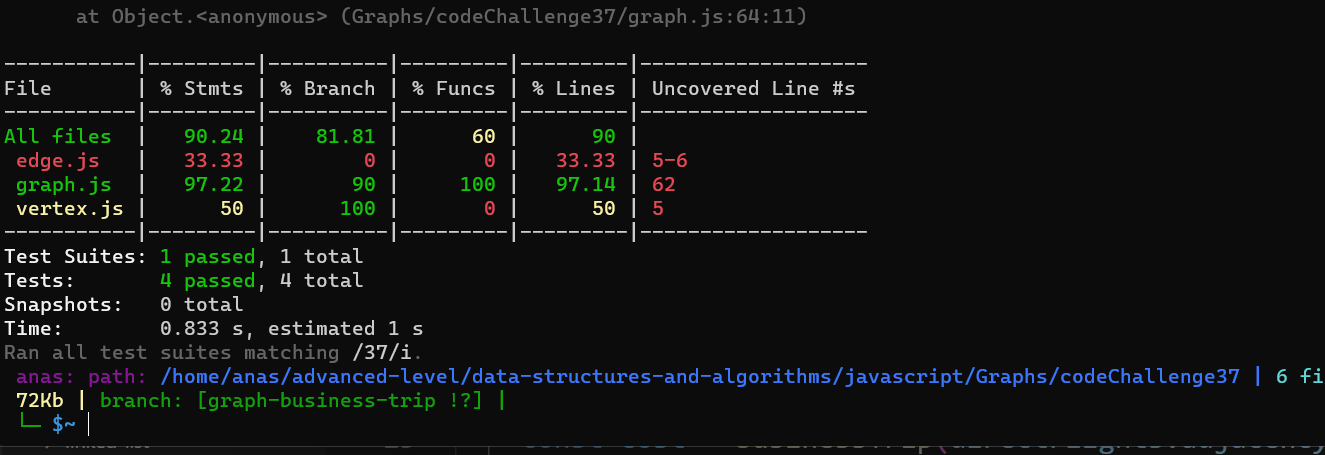 at Object.<anonymous> (Graphs/codeChallenge37/graph.js:64:11)
-----------|---------|----------|---------|---------|-------------------
File       | % Stmts | % Branch | % Funcs | % Lines | Uncovered Line #s
-----------|---------|----------|---------|---------|-------------------
All files  |   90.24 |    81.81 |      60 |      90 |
 edge.js   |   33.33 |        0 |       0 |   33.33 | 5-6
 graph.js  |   97.22 |       90 |     100 |   97.14 | 62
 vertex.js |      50 |      100 |       0 |      50 | 5
-----------|---------|----------|---------|---------|-------------------
Test Suites: 1 passed, 1 total
Tests:       4 passed, 4 total
Snapshots:   0 total
Time:        0.833 s, estimated 1 s
Ran all test suites matching /37/i.
anas: path: /home/anas/advanced-level/data-structures-and-algorithms/javascript/Graphs/codeChallenge37 | 6 fi
72Kb | branch: [graph-business-trip !?] |
└─ $~